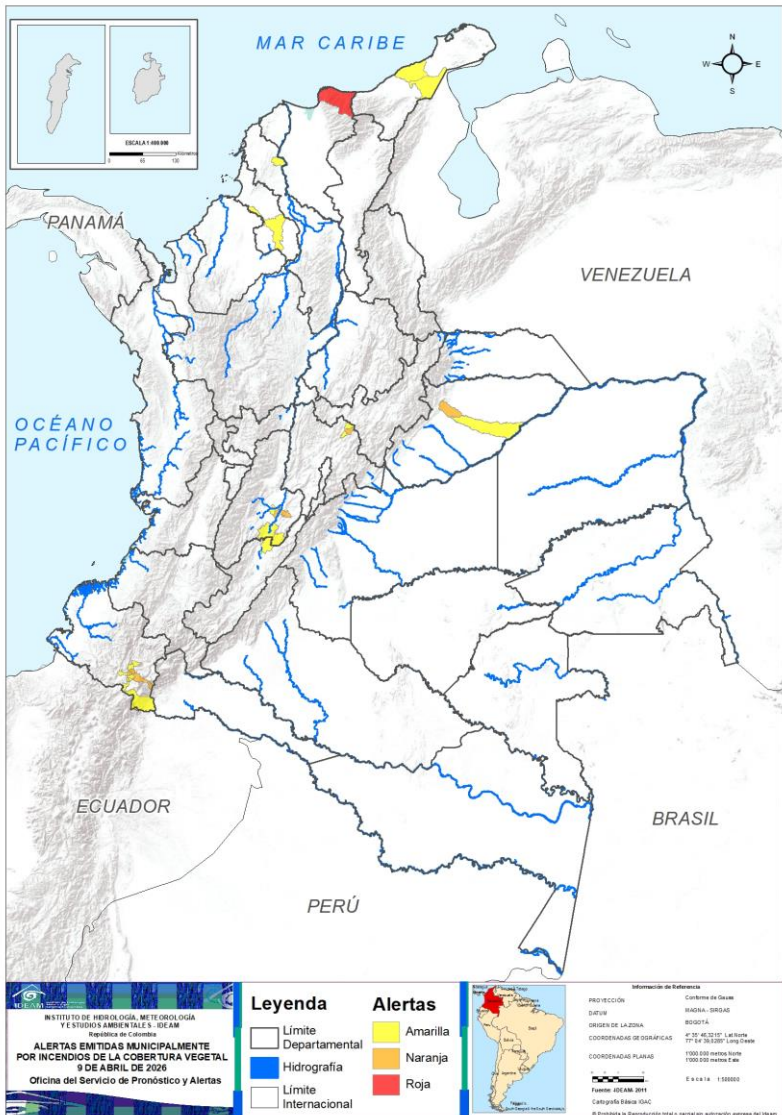 MAR CARIBE
N
W
E
S
ESCALA 1:400 000
0
65
130
PANAMÁ
VENEZUELA
OCÉANO
PACÍFICO
ECUADOR
BRASIL
PERÚ
IDEAM
INSTITUTO DE HIDROLOGÍA, METEOROLOGÍA
Y ESTUDIOS AMBIENTALES - IDEAM
República de Colombia
ALERTAS EMITIDAS MUNICIPALMENTE
POR INCENDIOS DE LA COBERTURA VEGETAL
9 DE ABRIL DE 2026
Oficina del Servicio de Pronóstico y Alertas
Leyenda
Límite
Departamental
Hidrografía
Límite
Internacional
Alertas
Amarilla
Naranja
Roja
Información de Referencia
PROYECCIÓN Conforme de Gauss
DATUM MAGNA - SIRGAS
ORIGEN DE LA ZONA BOGOTÁ
COORDENADAS GEOGRÁFICAS
COORDENADAS PLANAS 1'000.000 metros Norte
1'000.000 metros Este
Fuente: IDEAM 2011
Cartografía Básica IGAC